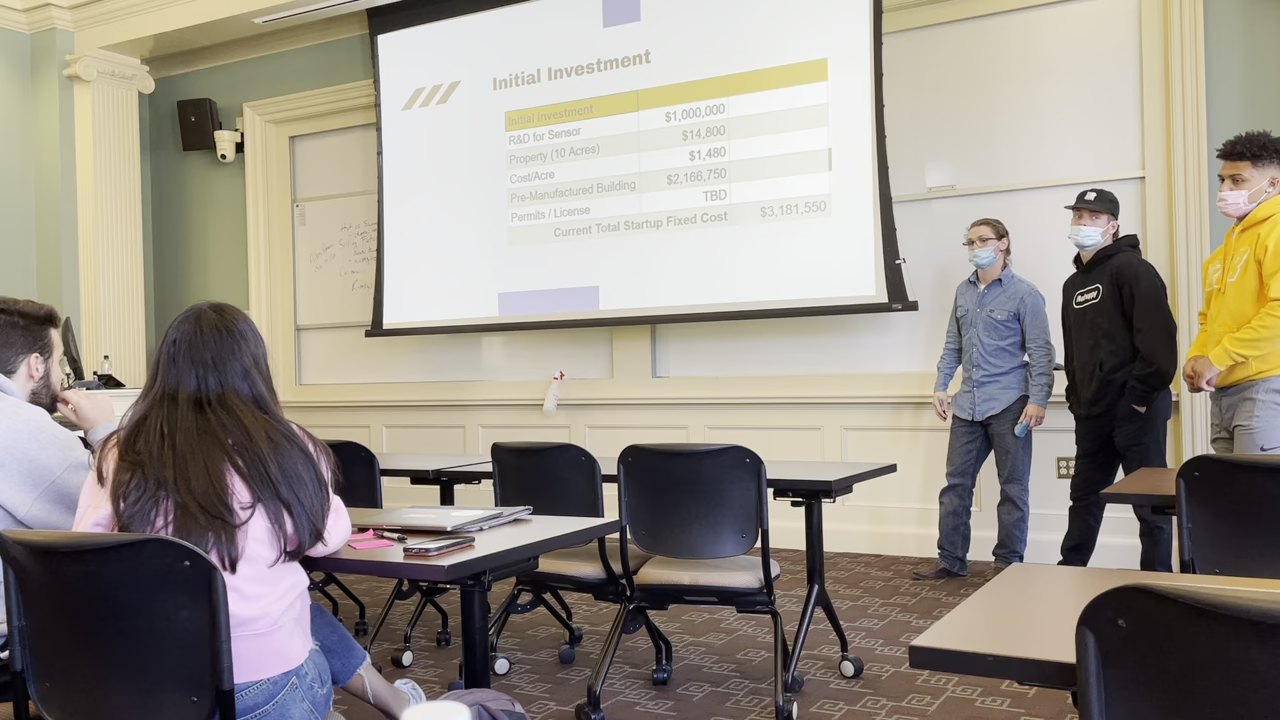 Initial Investment
Initial Investment
R&D for Sensor $1,000,000
Property (10 Acres) $14,800
Cost/Acre $1,480
Pre-Manufactured Building $2,166,750
Permits / License TBD
Current Total Startup Fixed Cost $3,181,550